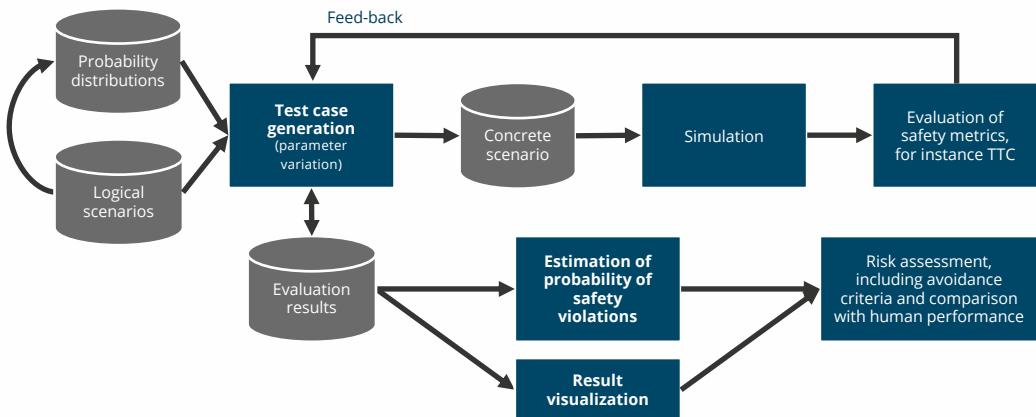 Feed-back
Probability
distributions
Test case
generation
(parameter
variation)
Concrete
scenario
Simulation
Evaluation of
safety metrics,
for instance TTC
Logical
scenarios
Evaluation
results
Estimation of
probability of
safety
violations
Risk assessment,
including avoidance
criteria and comparison
with human performance
Result
visualization